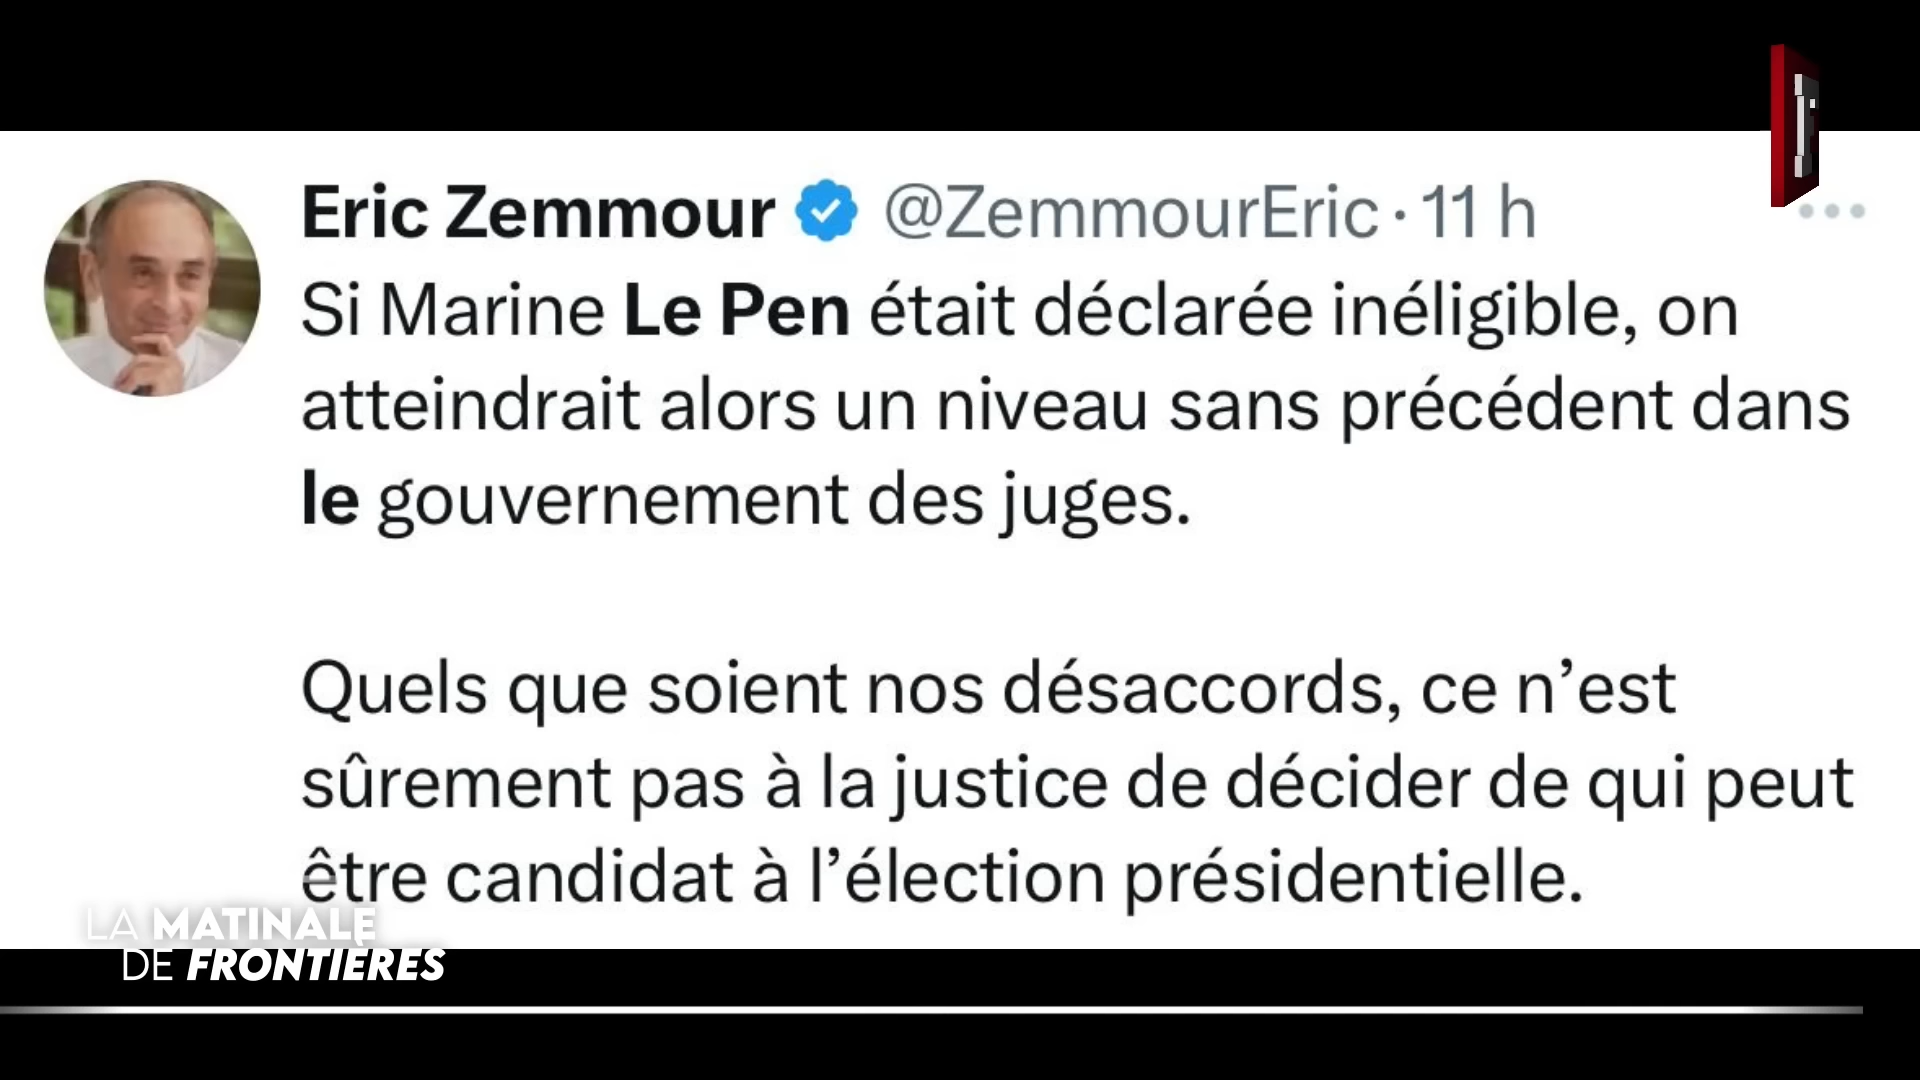 Eric Zemmour @ZemmourEric · 11 h
Si Marine Le Pen était déclarée inéligible, on
atteindrait alors un niveau sans précédent dans
le gouvernement des juges.
Quels que soient nos désaccords, ce n’est
sûrement pas à la justice de décider de qui peut
être candidat à l’élection présidentielle.
LA MATINALE
DE FRONTIÈRES